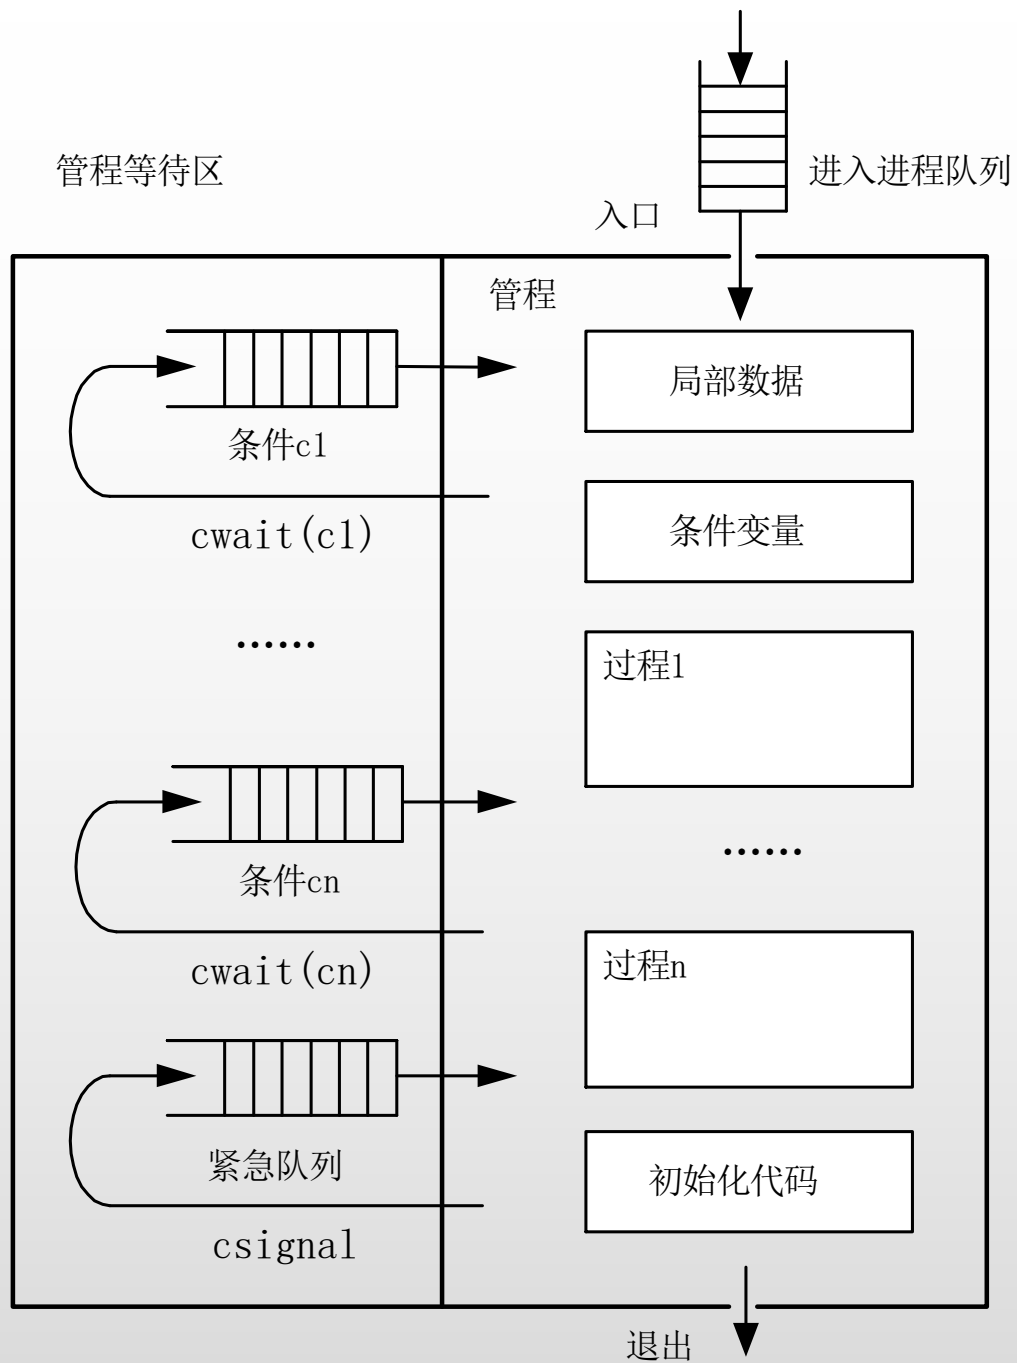 管程等待区
进入进程队列
入口
管程
局部数据
条件c1
cwait(c1)
条件变量
......
过程1
条件cn
cwait(cn)
......
过程n
紧急队列
csignal
初始化代码
退出